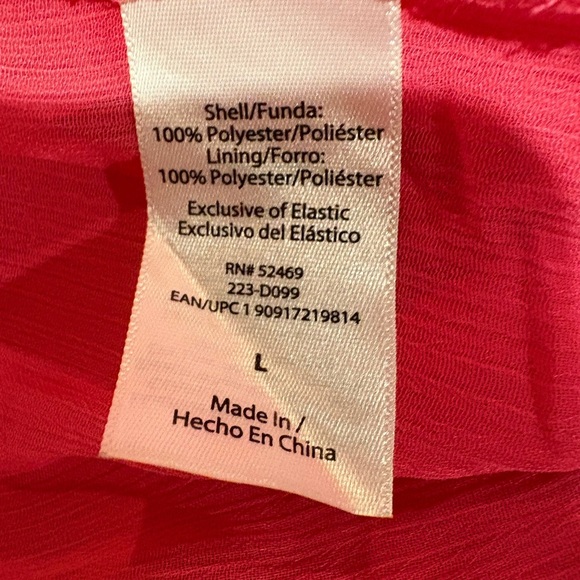 Shell/Funda:
100% Polyester/Poliéster
Lining/Forro:
100% Polyester/Poliéster
Exclusive of Elastic
Exclusivo del Elástico
RN# 52469
223-D099
EAN/UPC 1 90917219814
L
Made In /
Hecho En China